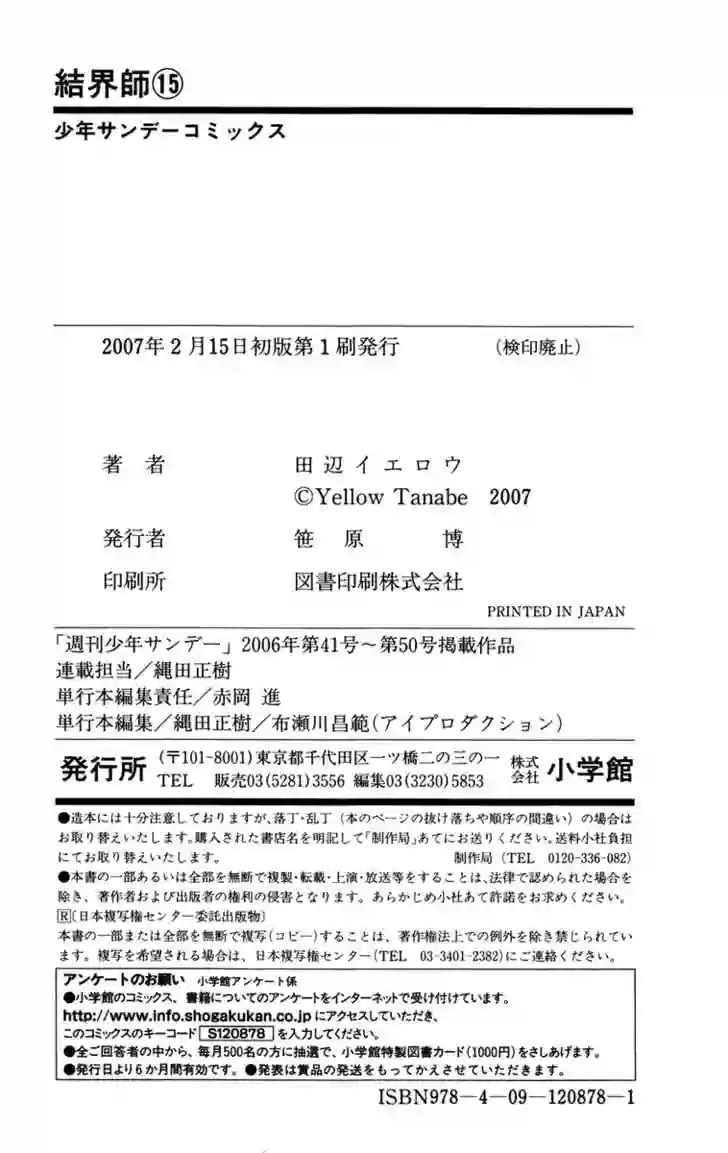 結界師⑮
少年サンデーコミックス
2007年2月15日初版第1刷発行 (検印廃止)
著者 田辺イエロウ
©Yellow Tanabe 2007
発行者 笹原 博
印刷所 図書印刷株式会社
PRINTED IN JAPAN
「週刊少年サンデー」2006年第41号～第50号掲載作品
連載担当／縄田正樹
単行本編集責任／赤岡 進
単行本編集／縄田正樹／布瀬川昌範(アイプロダクション)
発行所 (〒101-8001)東京都千代田区一ツ橋二の三の一 株式会社 小学館
TEL 販売03(5281)3556 編集03(3230)5853
●造本には十分注意しておりますが、落丁・乱丁(本のページの抜け落ちや順序の間違い)の場合は
お取り替えいたします。購入された書店名を明記して「制作局」あてにお送りください。送料小社負担
にてお取り替えいたします。 制作局(TEL 0120-336-082)
●本書の一部あるいは全部を無断で複製・転載・上演・放送等をすることは、法律で認められた場合を
除き、著作者および出版者の権利の侵害となります。あらかじめ小社あて許諾をお求めください。
Ⓡ〔日本複写権センター委託出版物〕
本書の一部または全部を無断で複写(コピー)することは、著作権法上での例外を除き禁じられてい
ます。複写を希望される場合は、日本複写権センター(TEL 03-3401-2382)にご連絡ください。
アンケートのお願い 小学館アンケート係
●小学館のコミックス、書籍についてのアンケートをインターネットで受け付けています。
http://www.info.shogakukan.co.jp にアクセスしていただき、
このコミックスのキーコード S120878 を入力してください。
●全ご回答者の中から、毎月500名の方に抽選で、小学館特製図書カード(1000円)をさしあげます。
●発行日より6か月間有効です。●発表は賞品の発送をもってかえさせていただきます。
ISBN978-4-09-120878-1